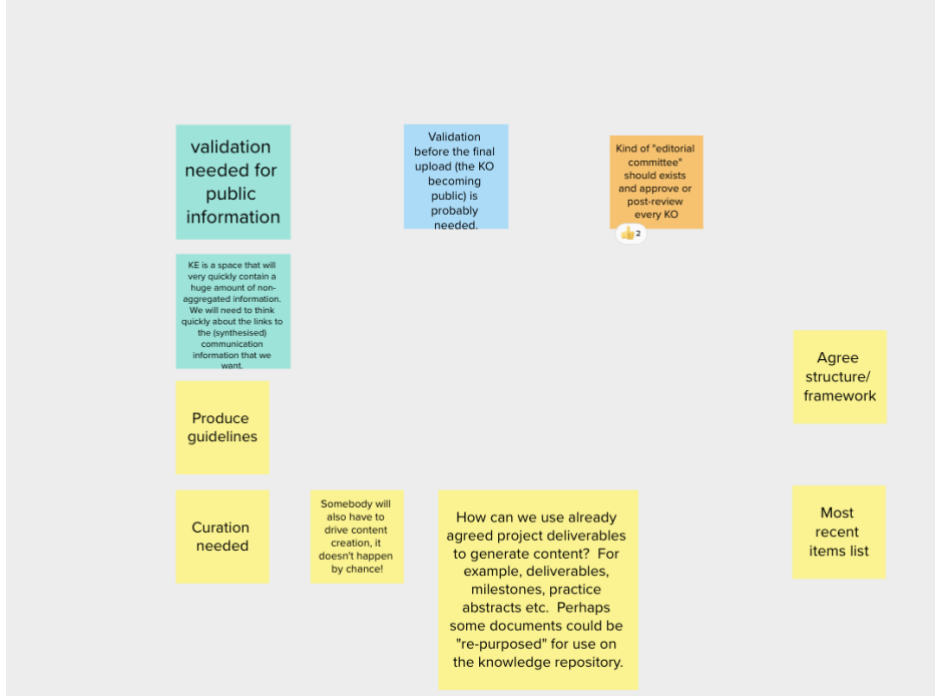 validation
needed for
public
information
Validation
before the final
upload (the KO
becoming
public) is
probably
needed.
Kind of "editorial
committee"
should exists
and approve or
post-review
every KO
2
KE is a space that will
very quickly contain a
huge amount of non-
aggregated information.
We will need to think
quickly about the links to
the (synthesised)
communication
information that we
want.
Agree
structure/
framework
Produce
guidelines
Curation
needed
Somebody will
also have to
drive content
creation, it
doesn't happen
by chance!
How can we use already
agreed project deliverables
to generate content? For
example, deliverables,
milestones, practice
abstracts etc. Perhaps
some documents could be
"re-purposed" for use on
the knowledge repository.
Most
recent
items list